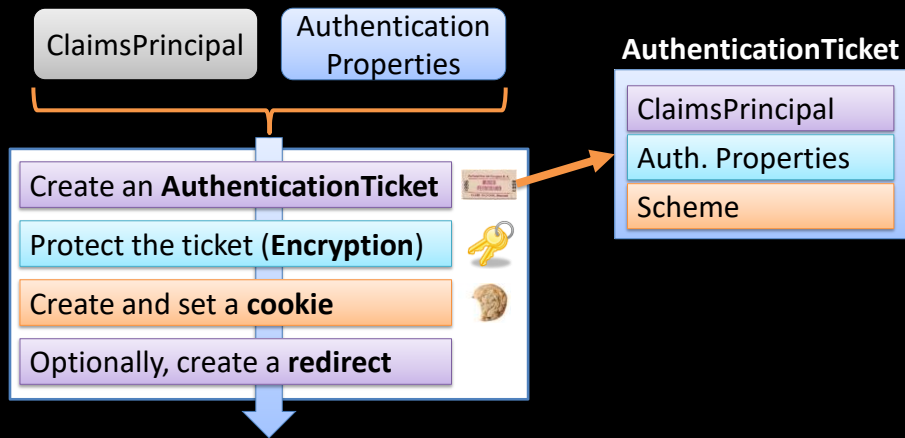 ClaimsPrincipal
Authentication
Properties
AuthenticationTicket
ClaimsPrincipal
Auth. Properties
Scheme
Create an AuthenticationTicket
Protect the ticket (Encryption)
Create and set a cookie
Optionally, create a redirect